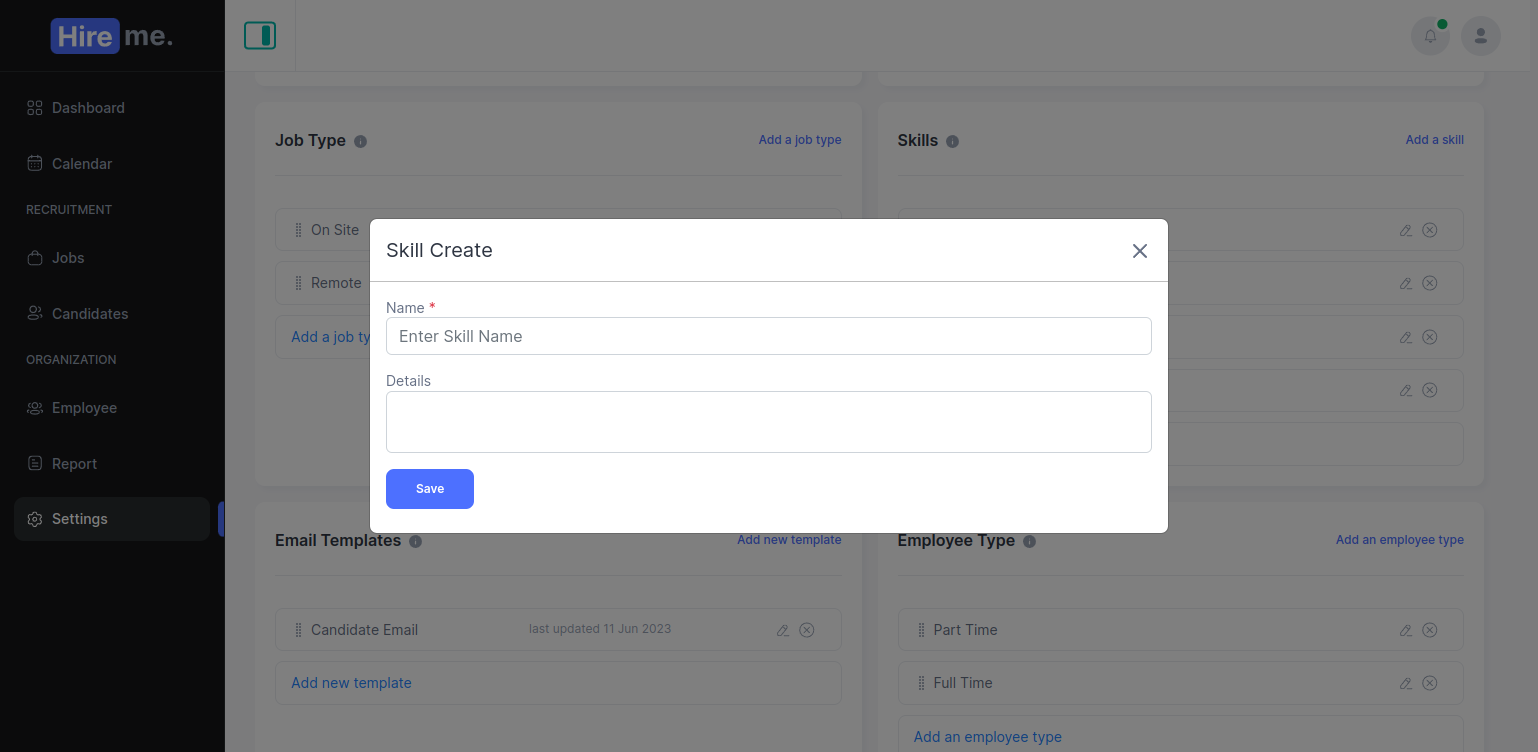 Hire me.
Dashboard
Calendar
RECRUITMENT
Jobs
Candidates
ORGANIZATION
Employee
Report
Settings
Job Type
Add a job type
On Site
Remote
Add a job ty
Skills
Add a skill
Skill Create
Name *
Enter Skill Name
Details
Save
Email Templates
Add new template
Candidate Email
last updated 11 Jun 2023
Add new template
Employee Type
Add an employee type
Part Time
Full Time
Add an employee type